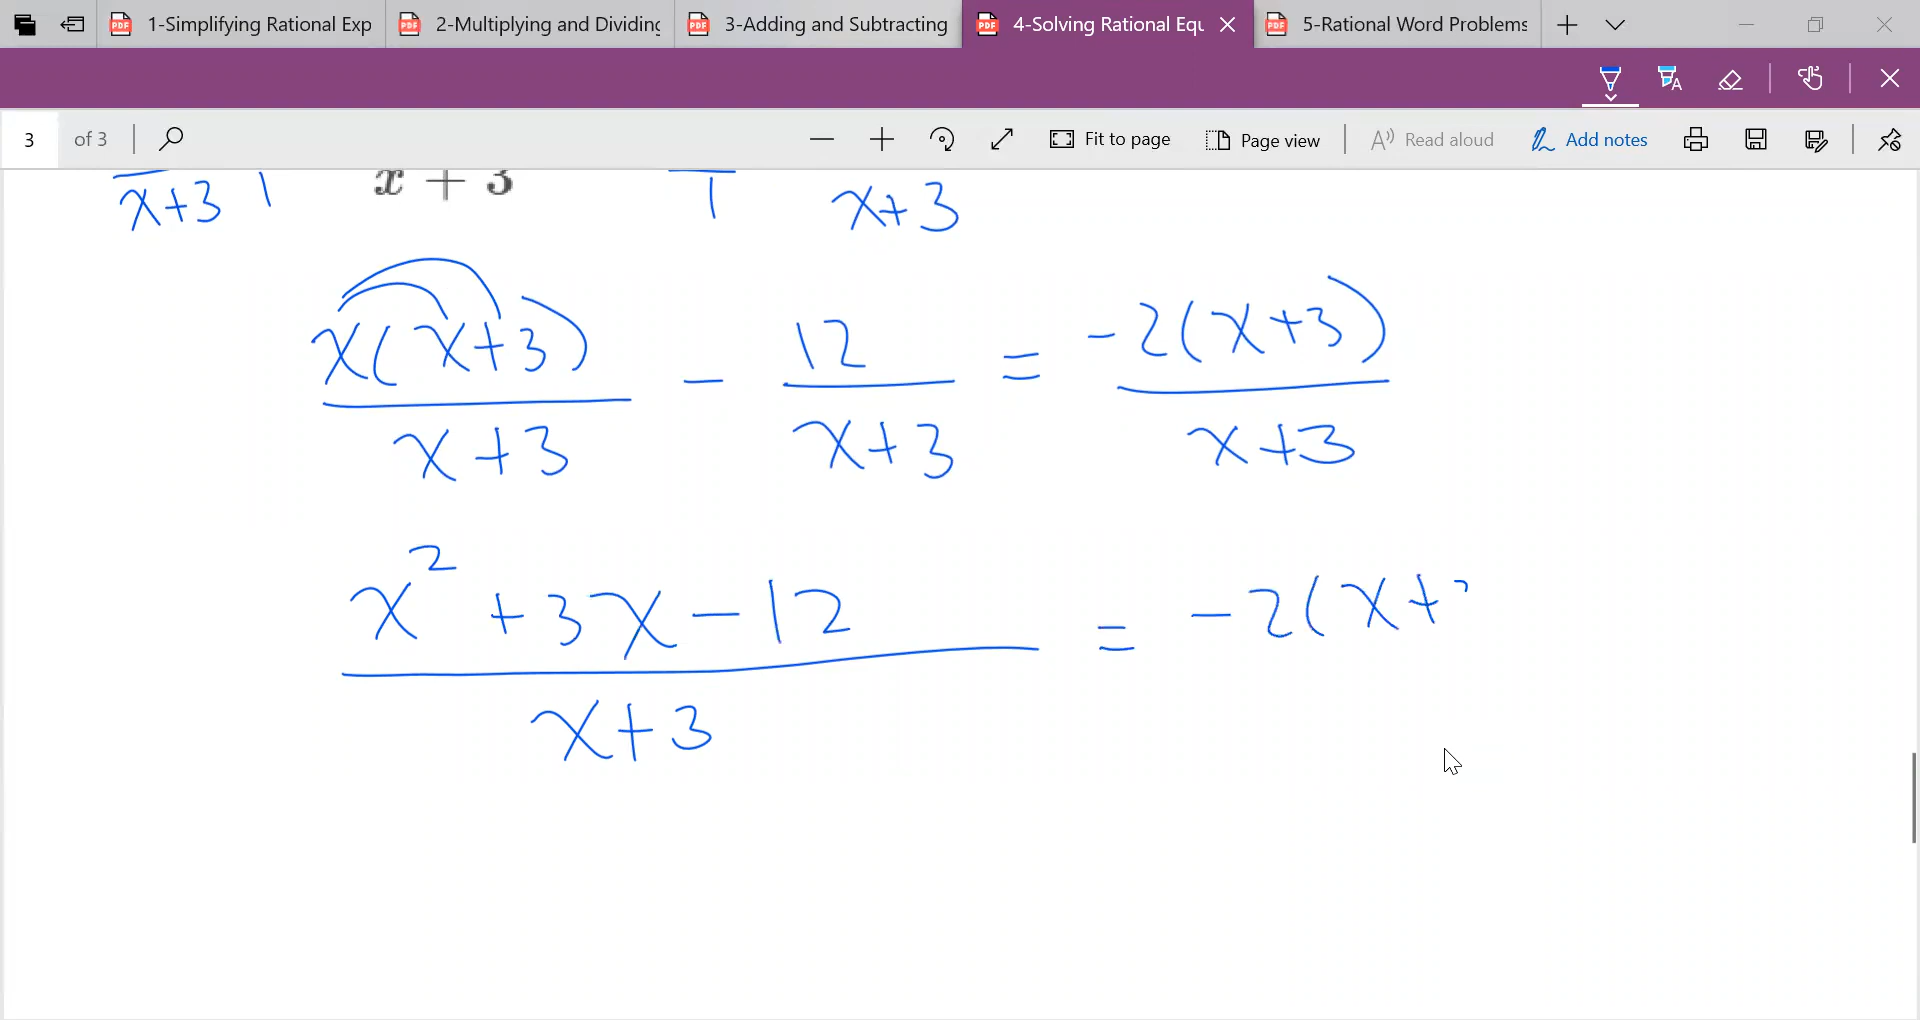 1-Simplifying Rational Exp 2-Multiplying and Dividing 3-Adding and Subtracting 4-Solving Rational Equ 5-Rational Word Problems
3 of 3 Fit to page Page view Read aloud Add notes
x+3 1 x + 3 1 x+3
x(x+3) - 12 = -2(x+3)
x+3 x+3 x+3
x² +3x-12 = -2(x+
x+3